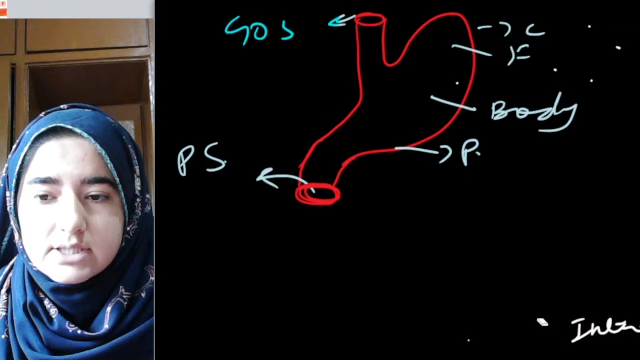 GOS
→ C
F
Body
→ P.
PS